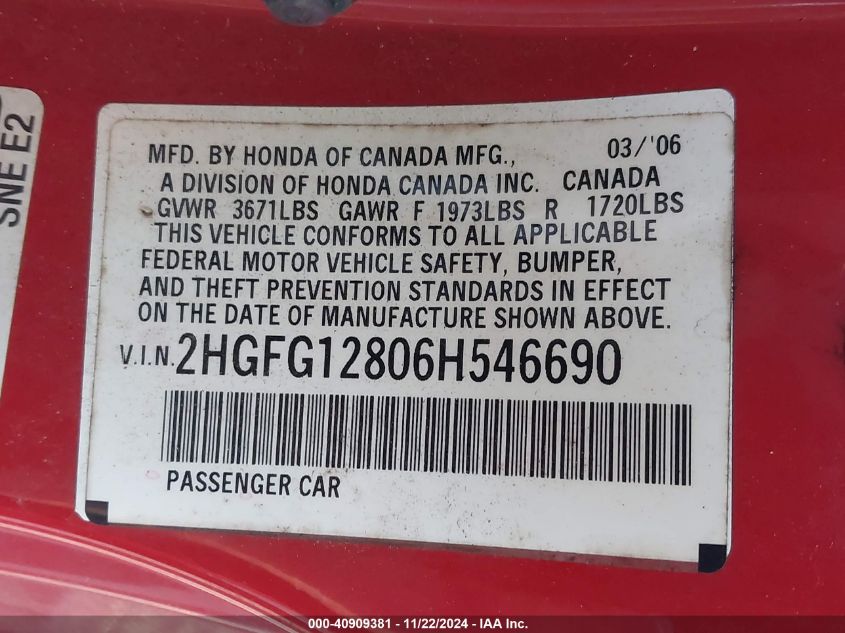 SNE E2
MFD. BY HONDA OF CANADA MFG., 03/'06
A DIVISION OF HONDA CANADA INC. CANADA
GVWR 3671LBS GAWR F 1973LBS R 1720LBS
THIS VEHICLE CONFORMS TO ALL APPLICABLE
FEDERAL MOTOR VEHICLE SAFETY, BUMPER,
AND THEFT PREVENTION STANDARDS IN EFFECT
ON THE DATE OF MANUFACTURE SHOWN ABOVE.
V.I.N. 2HGFG12806H546690
PASSENGER CAR
000-40909381 - 11/22/2024 - IAA Inc.